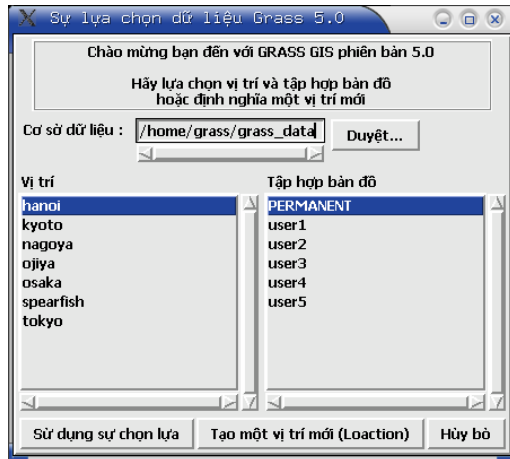 Sự lựa chọn dữ liệu Grass 5.0
Chào mừng bạn đến với GRASS GIS phiên bản 5.0
Hãy lựa chọn vị trí và tập hợp bản đồ
hoặc định nghĩa một vị trí mới
Cơ sở dữ liệu : /home/grass/grass_data Duyệt...
Vị trí
hanoi
kyoto
nagoya
ojiya
osaka
spearfish
tokyo
Tập hợp bản đồ
PERMANENT
user1
user2
user3
user4
user5
Sử dụng sự chọn lựa Tạo một vị trí mới (Loaction) Hủy bỏ